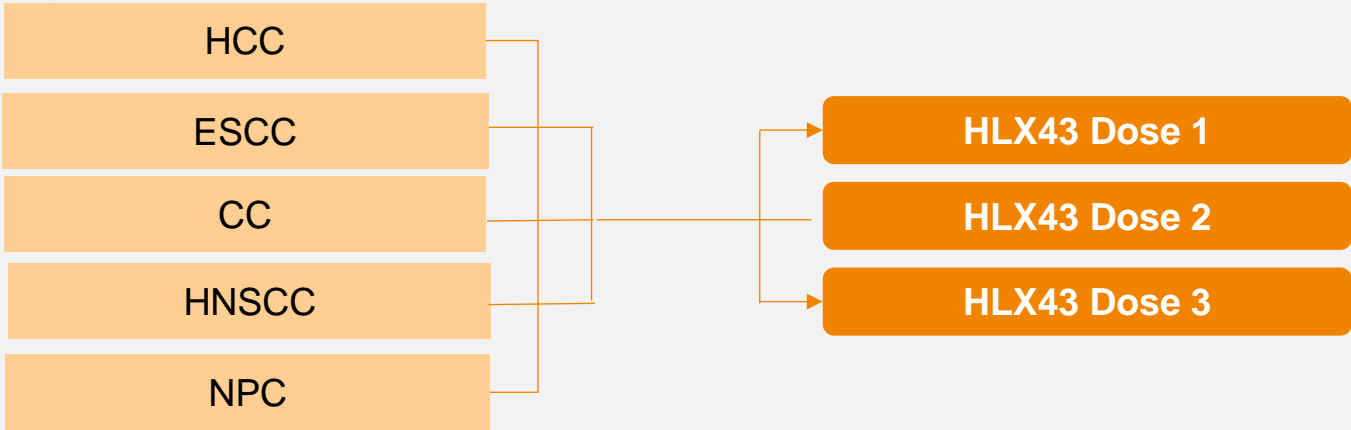 HCC
ESCC
CC
HNSCC
NPC
HLX43 Dose 1
HLX43 Dose 2
HLX43 Dose 3